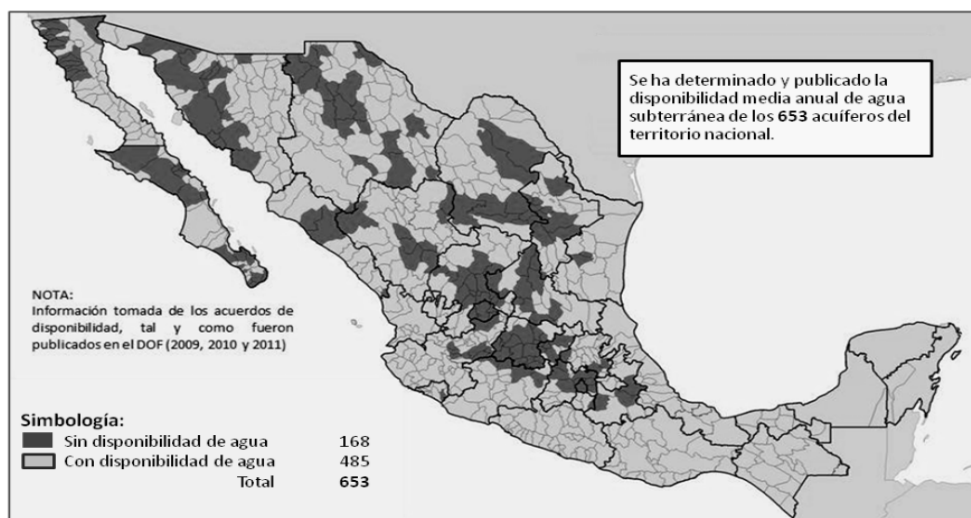 Se ha determinado y publicado la
disponibilidad media anual de agua
subterránea de los 653 acuíferos del
territorio nacional.
NOTA:
Información tomada de los acuerdos de
disponibilidad, tal y como fueron
publicados en el DOF (2009, 2010 y 2011)
Simbología:
Sin disponibilidad de agua 168
Con disponibilidad de agua 485
Total 653